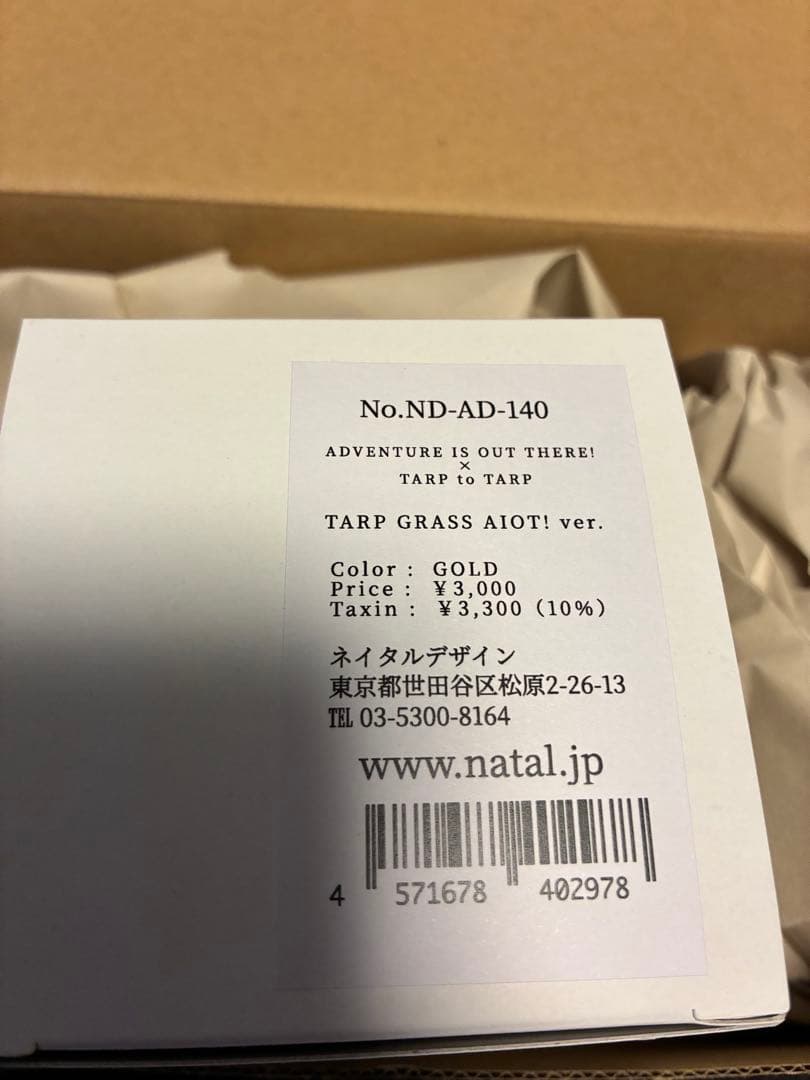 No.ND-AD-140
ADVENTURE IS OUT THERE!
×
TARP to TARP
TARP GRASS AIOT! ver.
Color : GOLD
Price : ¥3,000
Taxin : ¥3,300 (10%)
ネイタルデザイン
東京都世田谷区松原2-26-13
℡ 03-5300-8164
www.natal.jp
4 571678 402978